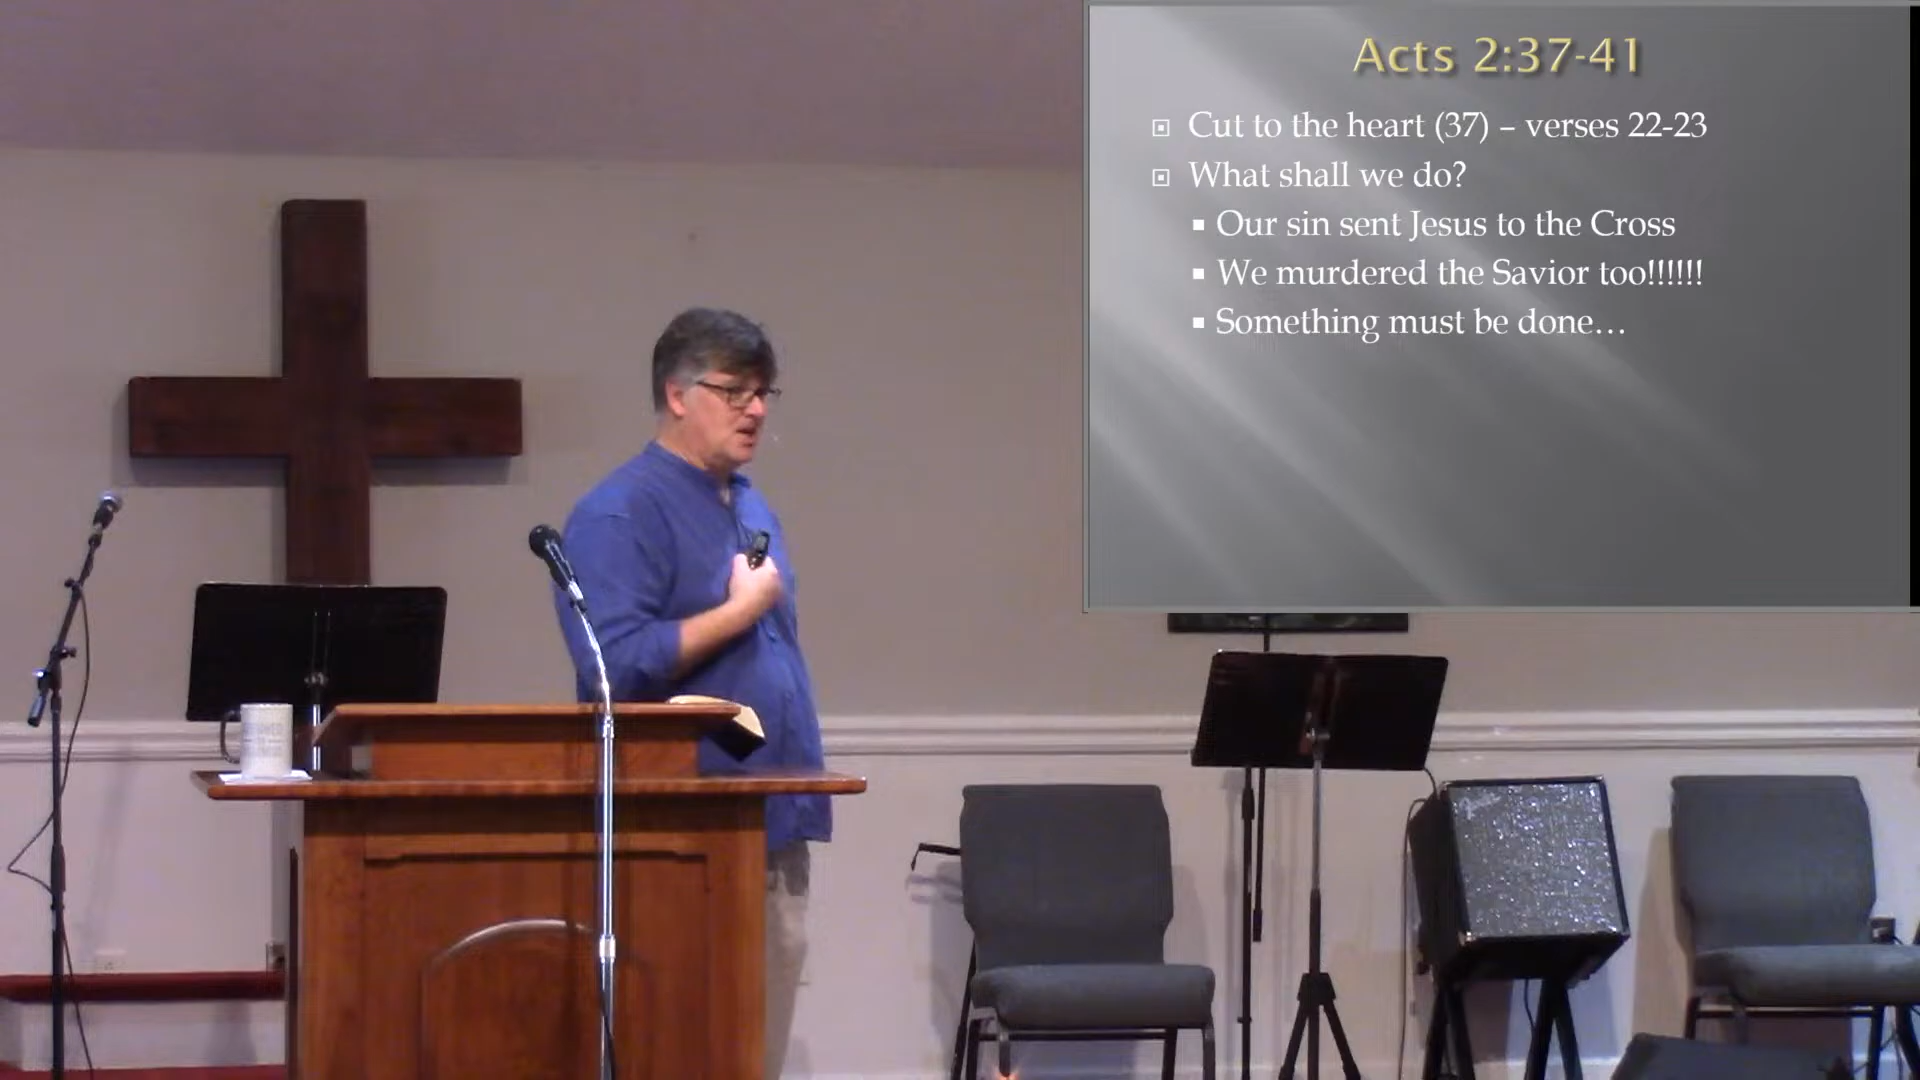 Acts 2:37-41
Cut to the heart (37) – verses 22-23
What shall we do?
Our sin sent Jesus to the Cross
We murdered the Savior too!!!!!!
Something must be done…